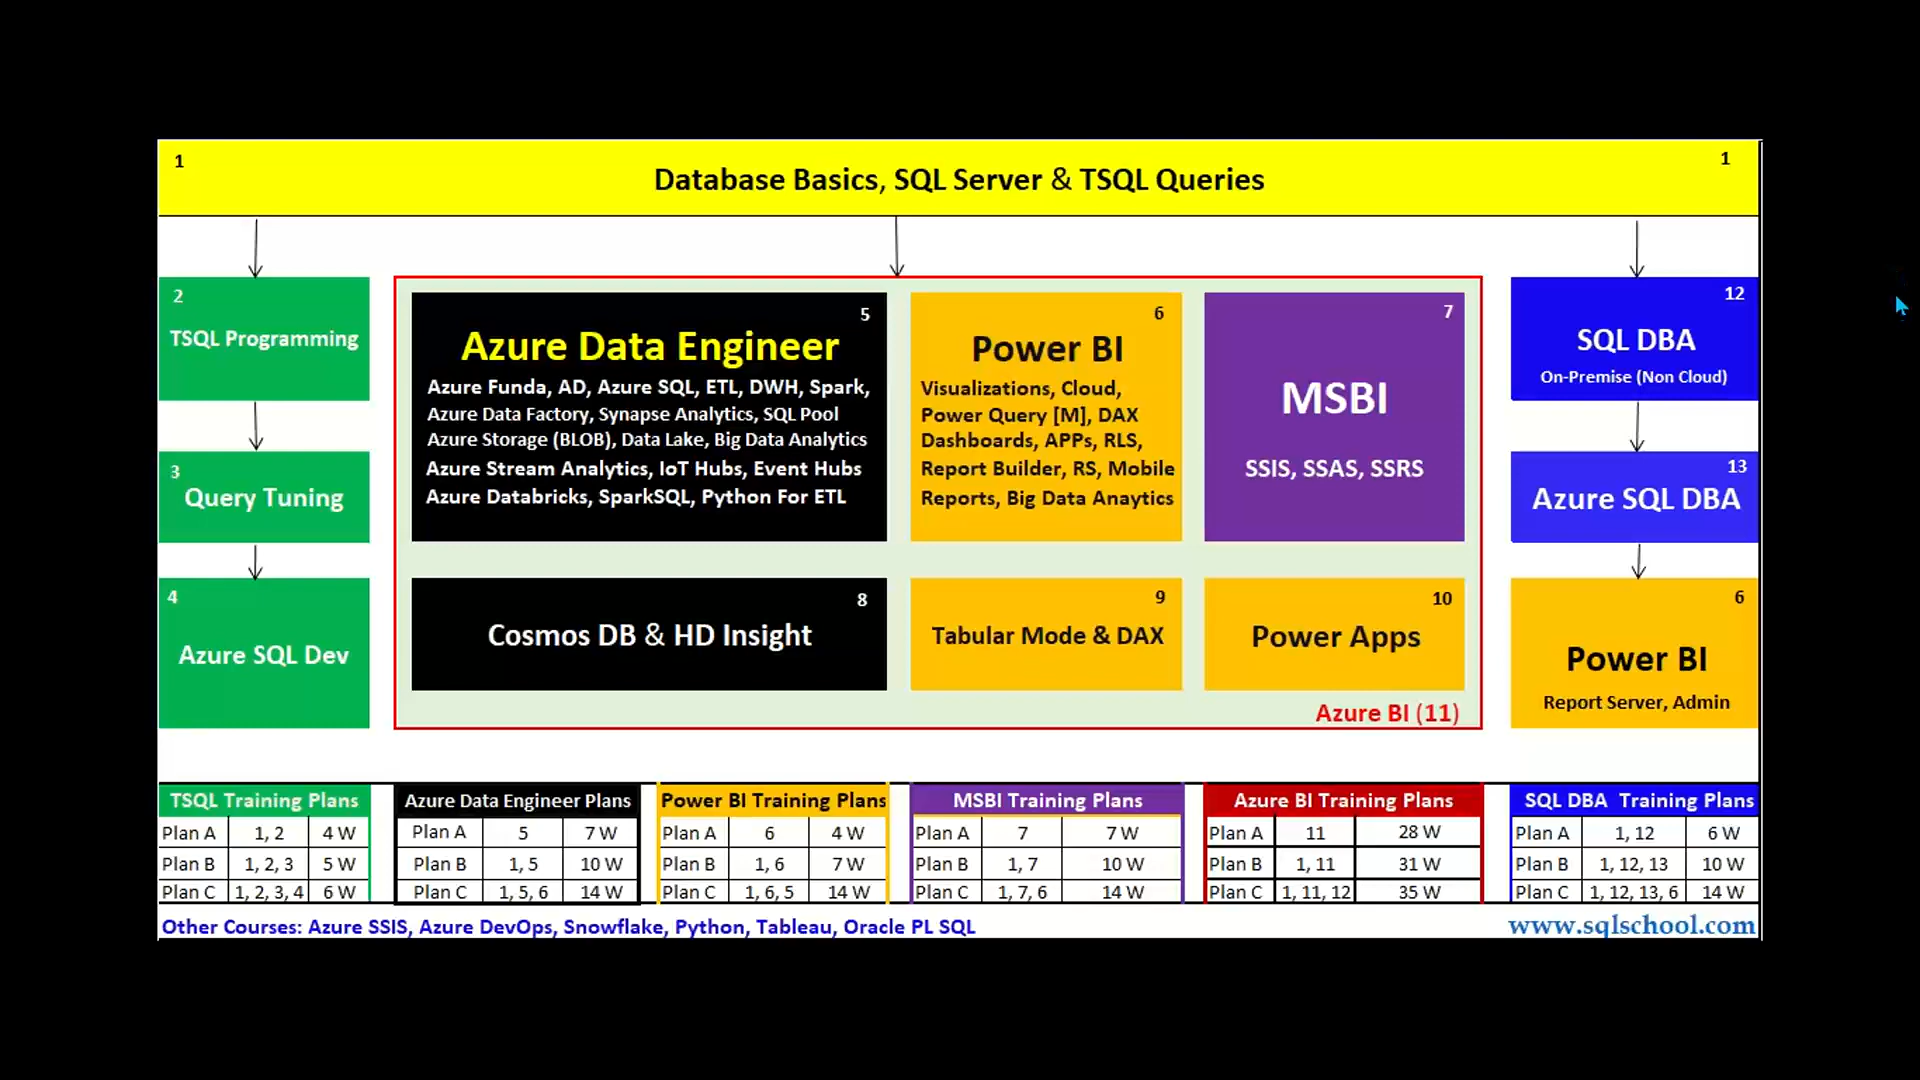 1
Database Basics, SQL Server & TSQL Queries
1
2
TSQL Programming
3
Query Tuning
4
Azure SQL Dev
5
Azure Data Engineer
Azure Funda, AD, Azure SQL, ETL, DWH, Spark,
Azure Data Factory, Synapse Analytics, SQL Pool
Azure Storage (BLOB), Data Lake, Big Data Analytics
Azure Stream Analytics, IoT Hubs, Event Hubs
Azure Databricks, SparkSQL, Python For ETL
6
Power BI
Visualizations, Cloud,
Power Query [M], DAX
Dashboards, APPs, RLS,
Report Builder, RS, Mobile
Reports, Big Data Anaytics
7
MSBI
SSIS, SSAS, SSRS
8
Cosmos DB & HD Insight
9
Tabular Mode & DAX
10
Power Apps
Azure BI (11)
12
SQL DBA
On-Premise (Non Cloud)
13
Azure SQL DBA
6
Power BI
Report Server, Admin
TSQL Training Plans
Plan A 1, 2 4 W
Plan B 1, 2, 3 5 W
Plan C 1, 2, 3, 4 6 W
Azure Data Engineer Plans
Plan A 5 7 W
Plan B 1, 5 10 W
Plan C 1, 5, 6 14 W
Power BI Training Plans
Plan A 6 4 W
Plan B 1, 6 7 W
Plan C 1, 6, 5 14 W
MSBI Training Plans
Plan A 7 7 W
Plan B 1, 7 10 W
Plan C 1, 7, 6 14 W
Azure BI Training Plans
Plan A 11 28 W
Plan B 1, 11 31 W
Plan C 1, 11, 12 35 W
SQL DBA Training Plans
Plan A 1, 12 6 W
Plan B 1, 12, 13 10 W
Plan C 1, 12, 13, 6 14 W
Other Courses: Azure SSIS, Azure DevOps, Snowflake, Python, Tableau, Oracle PL SQL
www.sqlschool.com